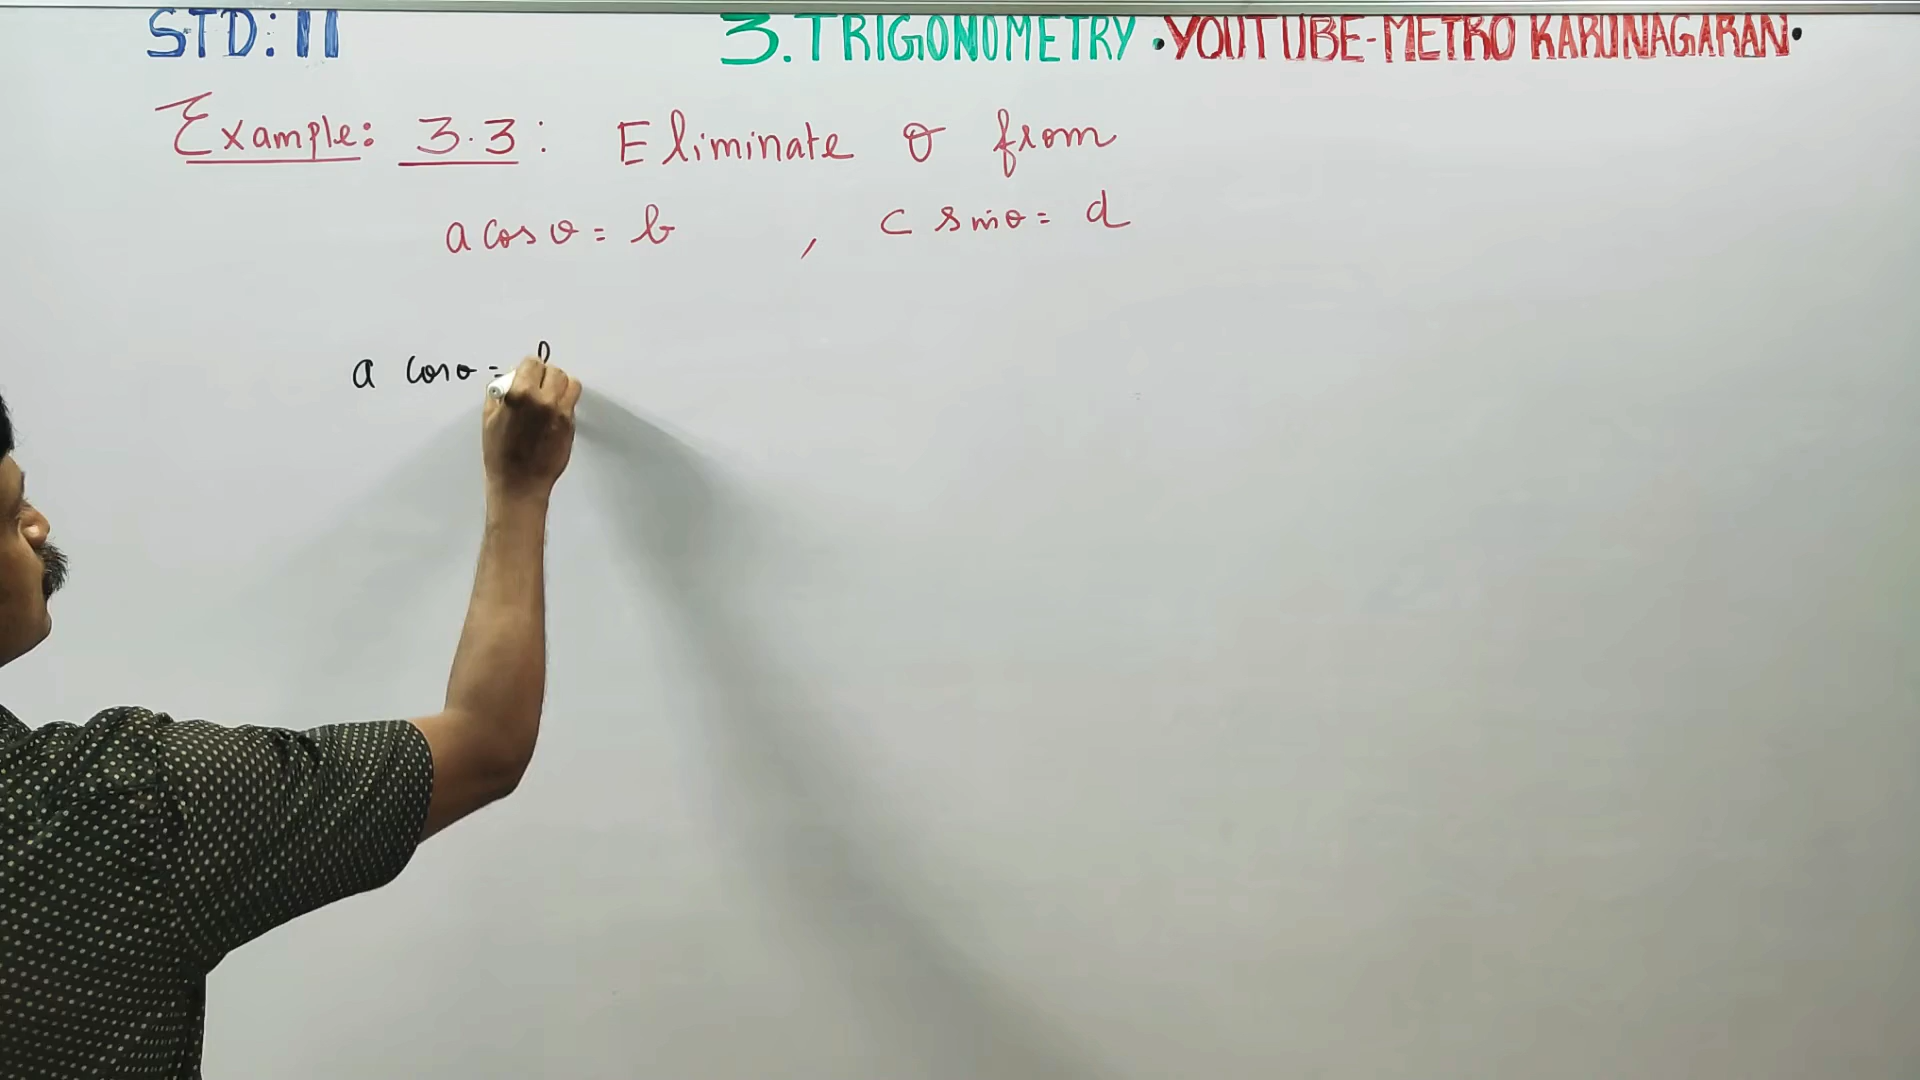 STD: 11 3. TRIGONOMETRY • YOUTUBE-METRO KARUNAGARAN •
Example: 3.3: Eliminate θ from
a cos θ = b , c sin θ = d
a cos θ =